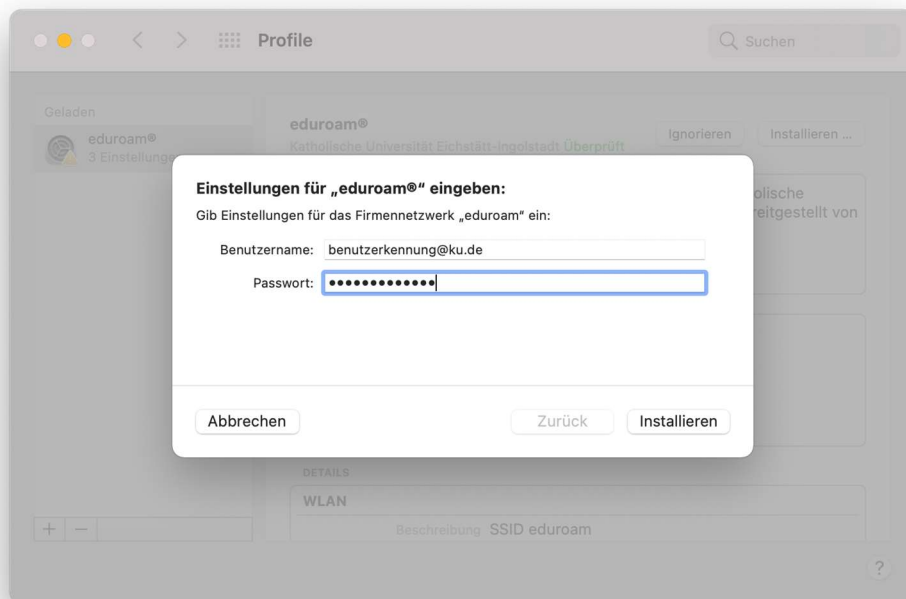 Profile
Suchen
Geladen
eduroam®
3 Einstellungen
eduroam®
Katholische Universität Eichstätt-Ingolstadt Überprüft
Ignorieren
Installieren ...
olische
reitgestellt von
Einstellungen für „eduroam®“ eingeben:
Gib Einstellungen für das Firmennetzwerk „eduroam“ ein:
Benutzername: benutzerkennung@ku.de
Passwort: ●●●●●●●●●●●●●
Abbrechen
Zurück
Installieren
DETAILS
WLAN
Beschreibung SSID eduroam
+ −
?